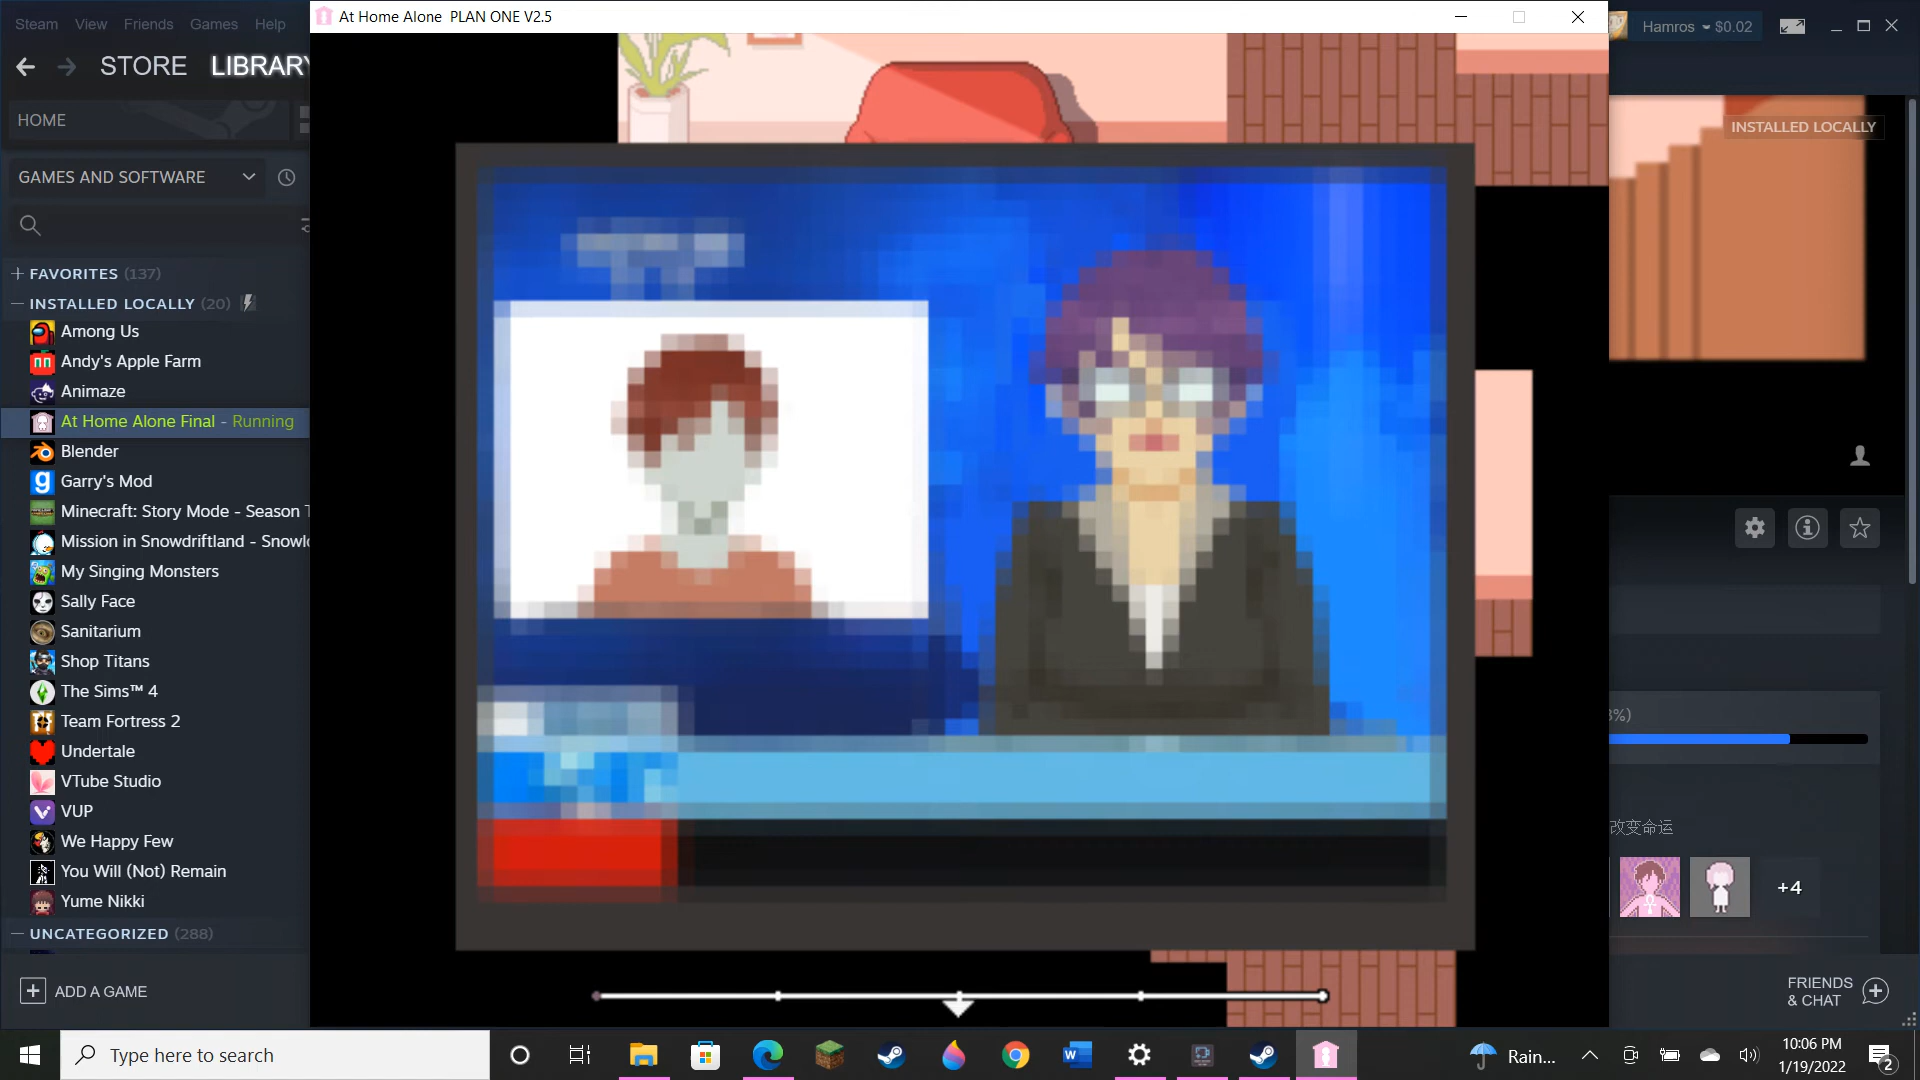 Steam View Friends Games Help
At Home Alone PLAN ONE V2.5
Hamros $0.02
STORE LIBRARY
HOME
INSTALLED LOCALLY
GAMES AND SOFTWARE
FAVORITES (137)
INSTALLED LOCALLY (20)
Among Us
Andy's Apple Farm
Animaze
At Home Alone Final - Running
Blender
Garry's Mod
Minecraft: Story Mode - Season
Mission in Snowdriftland -
My Singing Monsters
Sally Face
Sanitarium
Shop Titans
The Sims™ 4
Team Fortress 2
Undertale
VTube Studio
VUP
We Happy Few
You Will (Not) Remain
Yume Nikki
UNCATEGORIZED (288)
%)
改变命运
+4
ADD A GAME
FRIENDS
& CHAT
Type here to search
Rain...
10:06 PM
1/19/2022
2